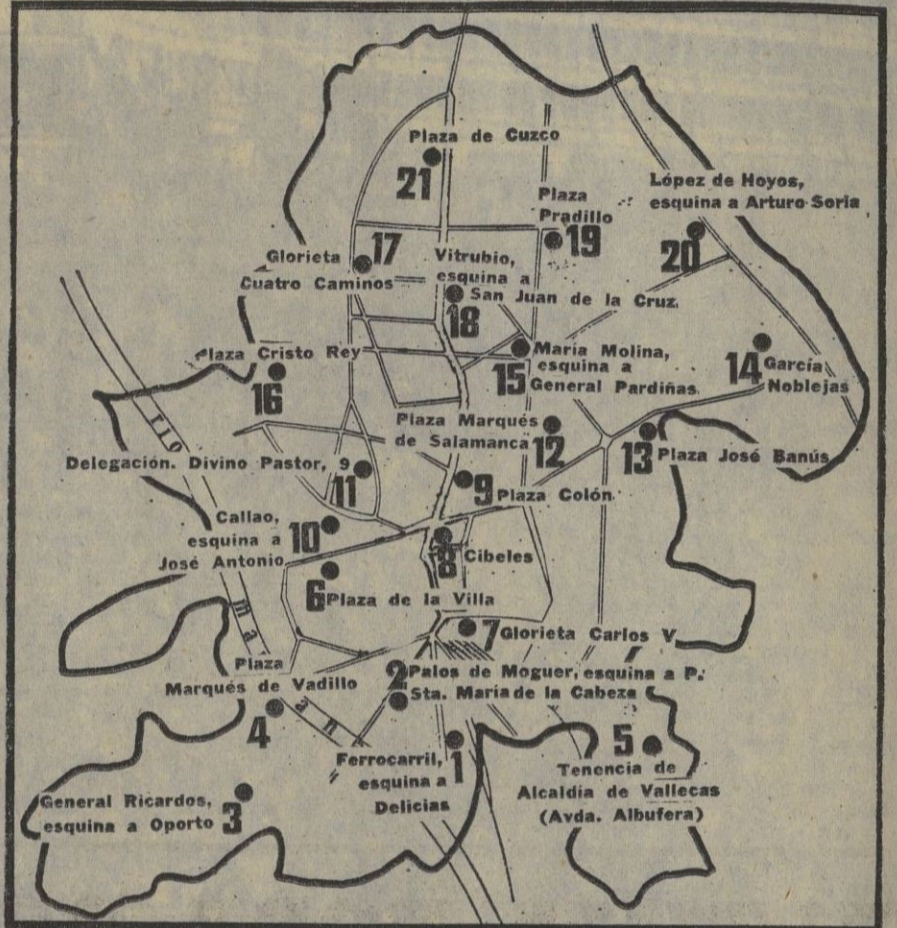 Plaza de Cuzco
21
López de Hoyos,
esquina a Arturo Soria
20
Plaza
Pradillo
19
Glorieta 17
Cuatro Caminos
Vitrubio,
esquina a
San Juan de la Cruz.
18
Plaza Cristo Rey
16
María Molina,
esquina a
General Pardiñas
15
14 García
Noblejas
Plaza Marqués
de Salamanca
12
13 Plaza José Banús
Delegación. Divino Pastor, 9
11
9 Plaza Colón
Callao,
esquina a
José Antonio
10
8 Cibeles
6 Plaza de la Villa
7 Glorieta Carlos V
río
man
Plaza
Marqués de Vadillo
4
2 Palos de Moguer, esquina a P.
Sta. María de la Cabeza
Ferrocarril,
esquina a
Delicias
1
5
Tenencia de
Alcaldía de Vallecas
(Avda. Albufera)
General Ricardos,
esquina a Oporto 3